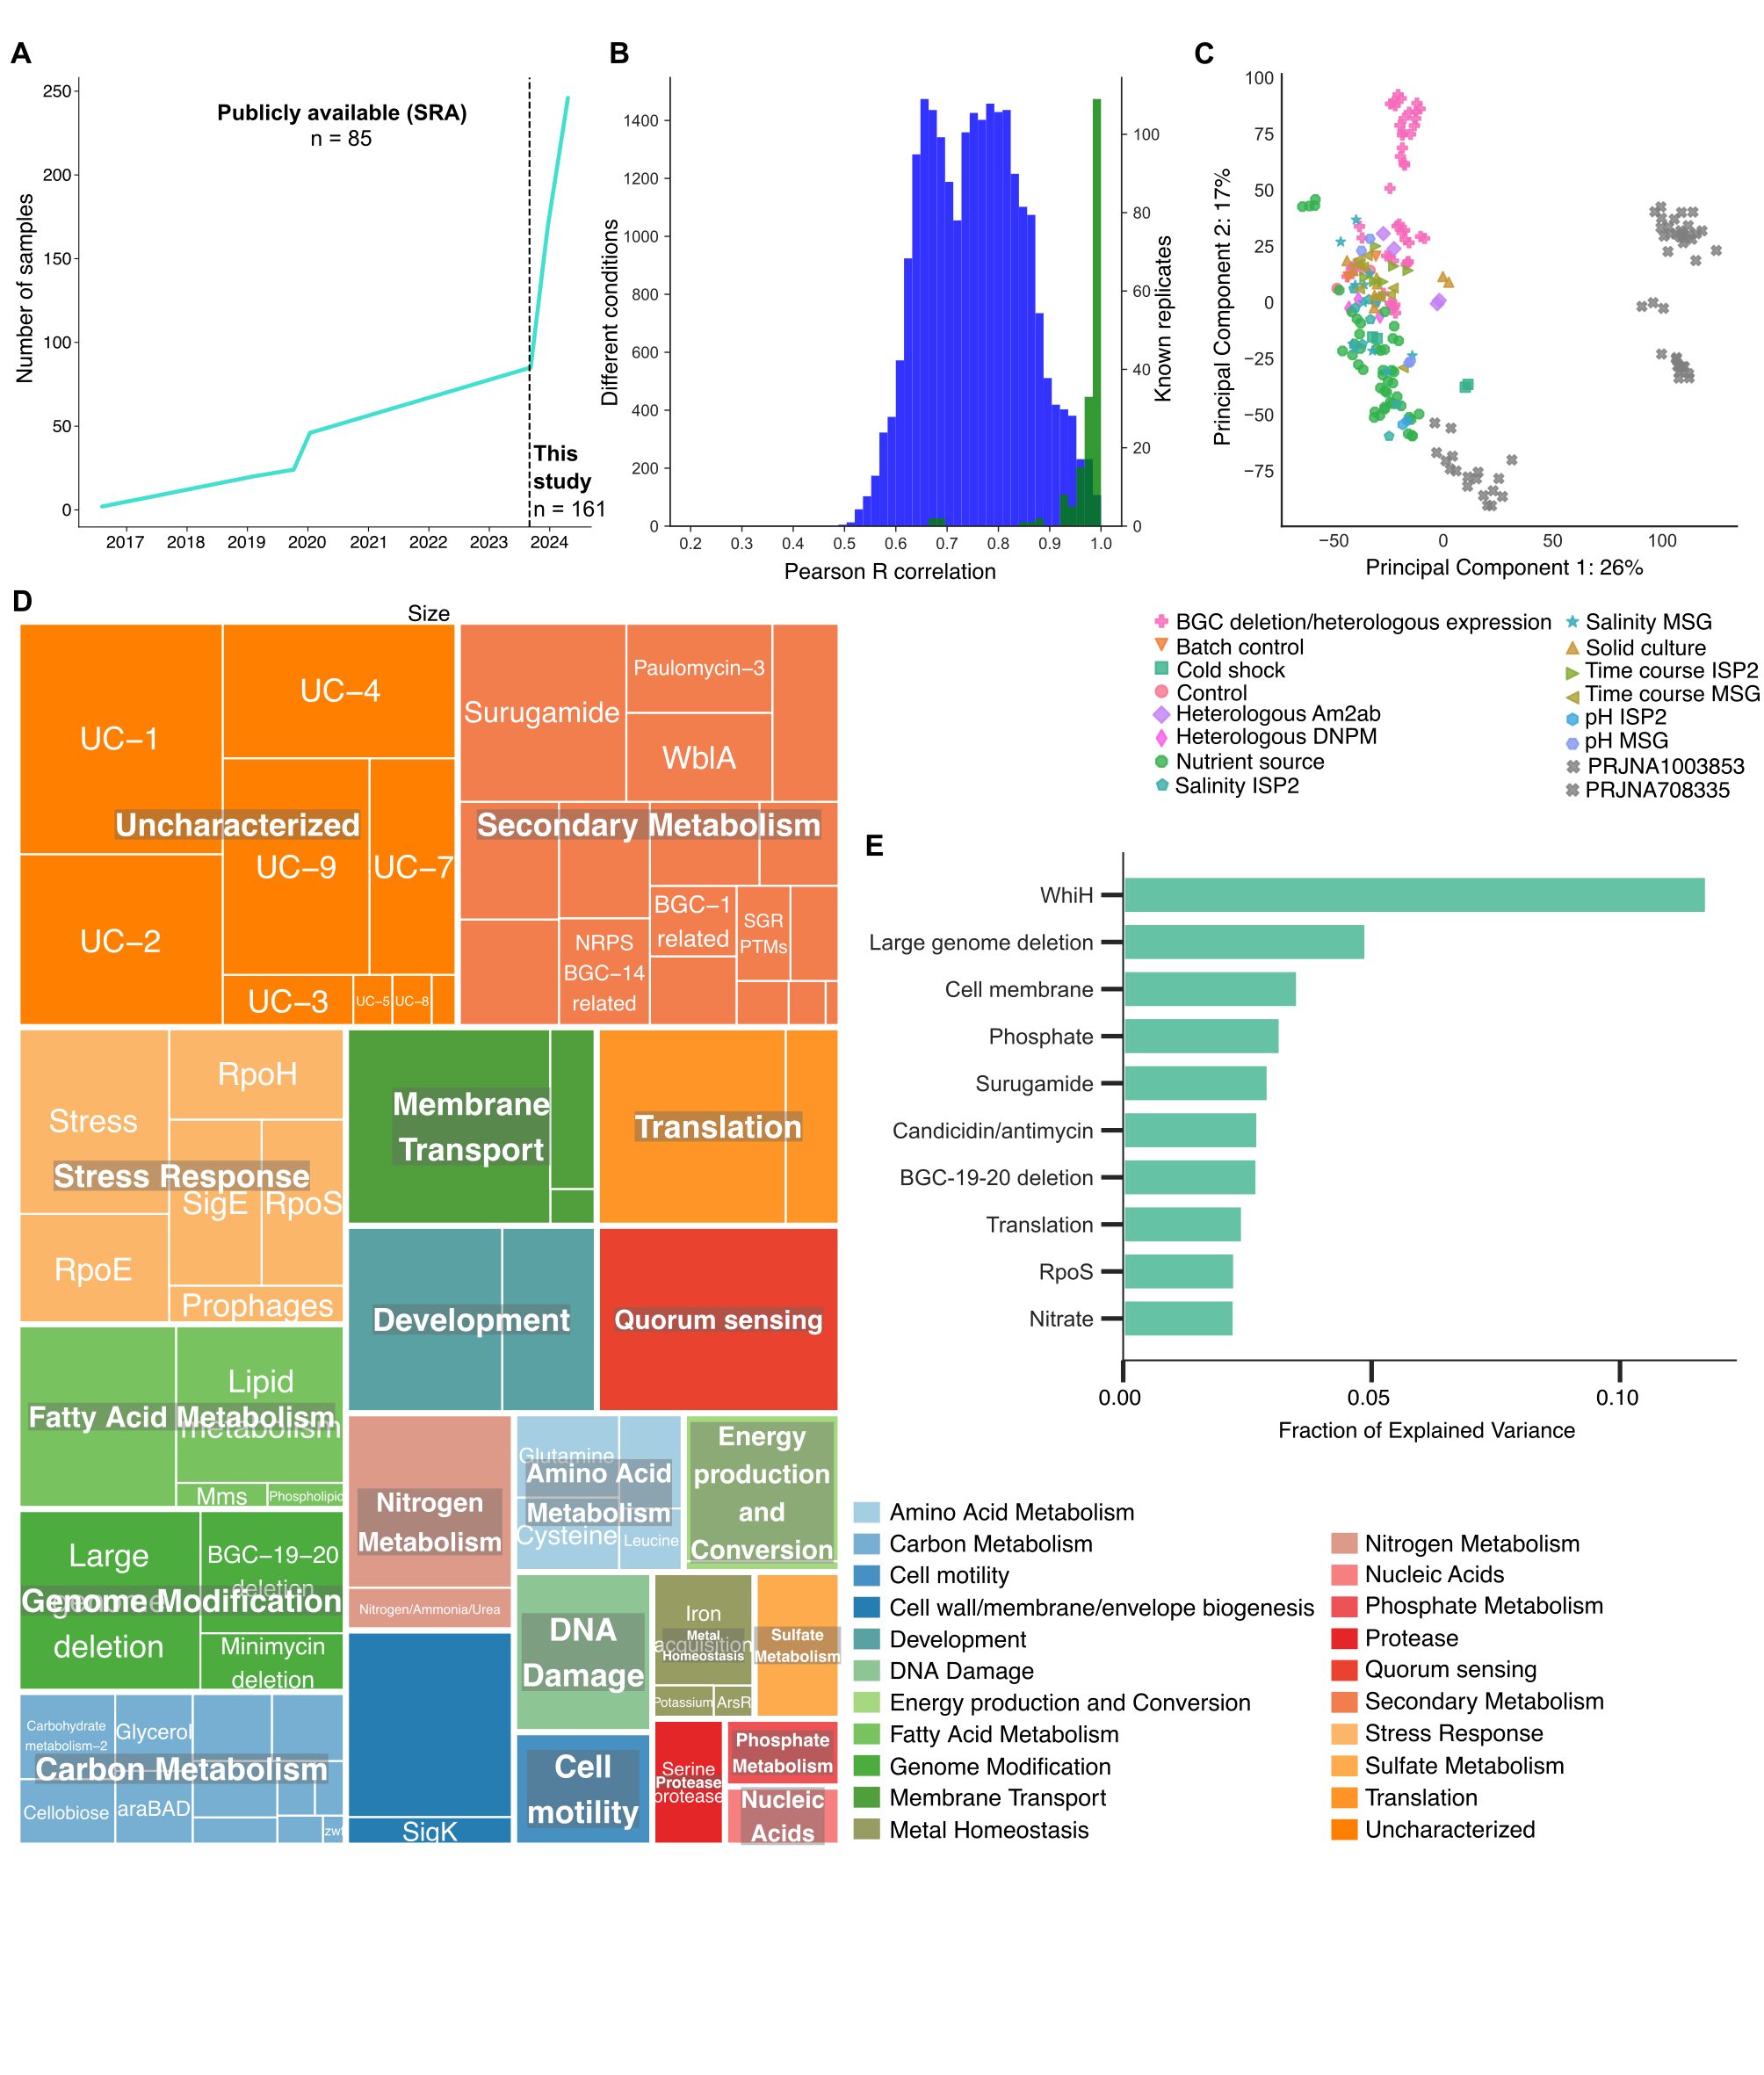 A
Number of samples
250
200
150
100
50
0
Publicly available (SRA)
n = 85
This
study
n = 161
2017 2018 2019 2020 2021 2022 2023 2024
B
Different conditions
1400
1200
1000
800
600
400
200
0
100
80
60
40
20
0
Known replicates
0.2 0.3 0.4 0.5 0.6 0.7 0.8 0.9 1.0
Pearson R correlation
C
Principal Component 2: 17%
100
75
50
25
0
−25
−50
−75
−50 0 50 100
Principal Component 1: 26%
BGC deletion/heterologous expression
Batch control
Cold shock
Control
Heterologous Am2ab
Heterologous DNPM
Nutrient source
Salinity ISP2
Salinity MSG
Solid culture
Time course ISP2
Time course MSG
pH ISP2
pH MSG
PRJNA1003853
PRJNA708335
D
Size
UC−1
UC−4
Uncharacterized
UC−9
UC−7
UC−2
UC−3
UC−5
UC−8
Surugamide
Paulomycin−3
WblA
Secondary Metabolism
BGC−1
related
SGR
PTMs
NRPS
BGC−14
related
Stress
RpoH
Stress Response
SigE
RpoS
RpoE
Prophages
Membrane
Transport
Translation
Development
Quorum sensing
Lipid
metabolism
Fatty Acid Metabolism
Mms
Phospholipid
Large
genome
deletion
BGC−19−20
deletion
Genome Modification
Minimycin
deletion
Carbohydrate
metabolism−2
Glycerol
Carbon Metabolism
Cellobiose
araBAD
zwf
Nitrogen
Metabolism
Nitrogen/Ammonia/Urea
SigK
Glutamine
Amino Acid
Metabolism
Cysteine
Leucine
Energy
production
and
Conversion
DNA
Damage
Iron
acquisition
Metal
Homeostasis
Potassium
ArsR
Sulfate
Metabolism
Cell
motility
Serine
protease
Protease
Phosphate
Metabolism
Nucleic
Acids
E
WhiH
Large genome deletion
Cell membrane
Phosphate
Surugamide
Candicidin/antimycin
BGC-19-20 deletion
Translation
RpoS
Nitrate
0.00 0.05 0.10
Fraction of Explained Variance
Amino Acid Metabolism
Carbon Metabolism
Cell motility
Cell wall/membrane/envelope biogenesis
Development
DNA Damage
Energy production and Conversion
Fatty Acid Metabolism
Genome Modification
Membrane Transport
Metal Homeostasis
Nitrogen Metabolism
Nucleic Acids
Phosphate Metabolism
Protease
Quorum sensing
Secondary Metabolism
Stress Response
Sulfate Metabolism
Translation
Uncharacterized